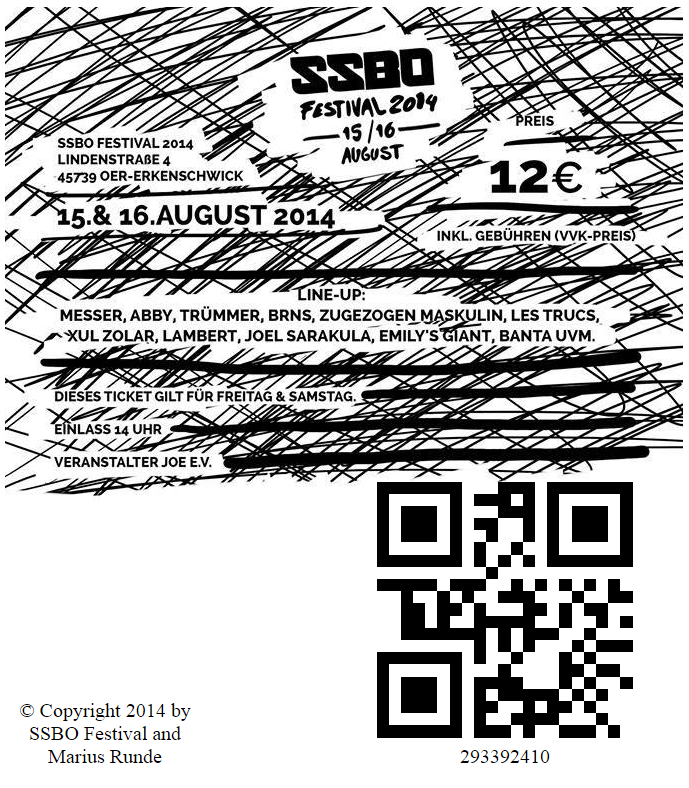 SSBO
FESTIVAL 2014
15/16
AUGUST
SSBO FESTIVAL 2014
LINDENSTRAßE 4
45739 OER-ERKENSCHWICK
PREIS
12€
15.& 16.AUGUST 2014
INKL. GEBÜHREN (VVK-PREIS)
LINE-UP:
MESSER, ABBY, TRÜMMER, BRNS, ZUGEZOGEN MASKULIN, LES TRUCS,
XUL ZOLAR, LAMBERT, JOEL SARAKULA, EMILY'S GIANT, BANTA UVM.
DIESES TICKET GILT FÜR FREITAG & SAMSTAG.
EINLASS 14 UHR
VERANSTALTER JOE E.V.
© Copyright 2014 by
SSBO Festival and
Marius Runde
293392410